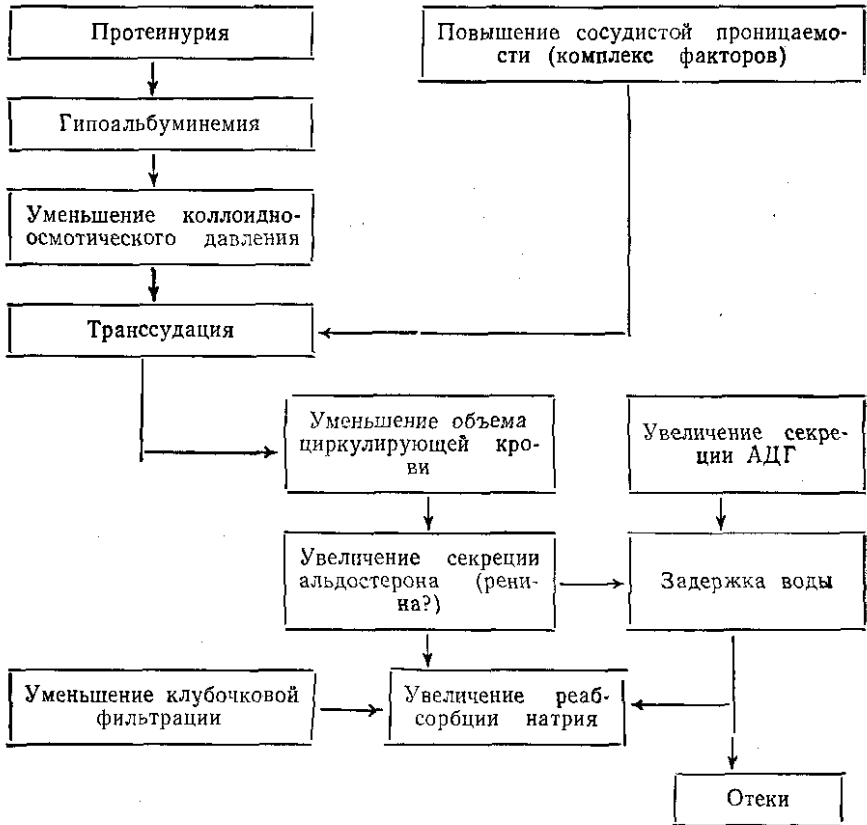 Протеинурия
Повышение сосудистой проницаемо-
сти (комплекс факторов)
Гипоальбуминемия
Уменьшение коллоидно-
осмотического давления
Транссудация
Уменьшение объема
циркулирующей кро-
ви
Увеличение секре-
ции АДГ
Увеличение секреции
альдостерона (рени-
на?)
Задержка воды
Уменьшение клубочковой
фильтрации
Увеличение реаб-
сорбции натрия
Отеки